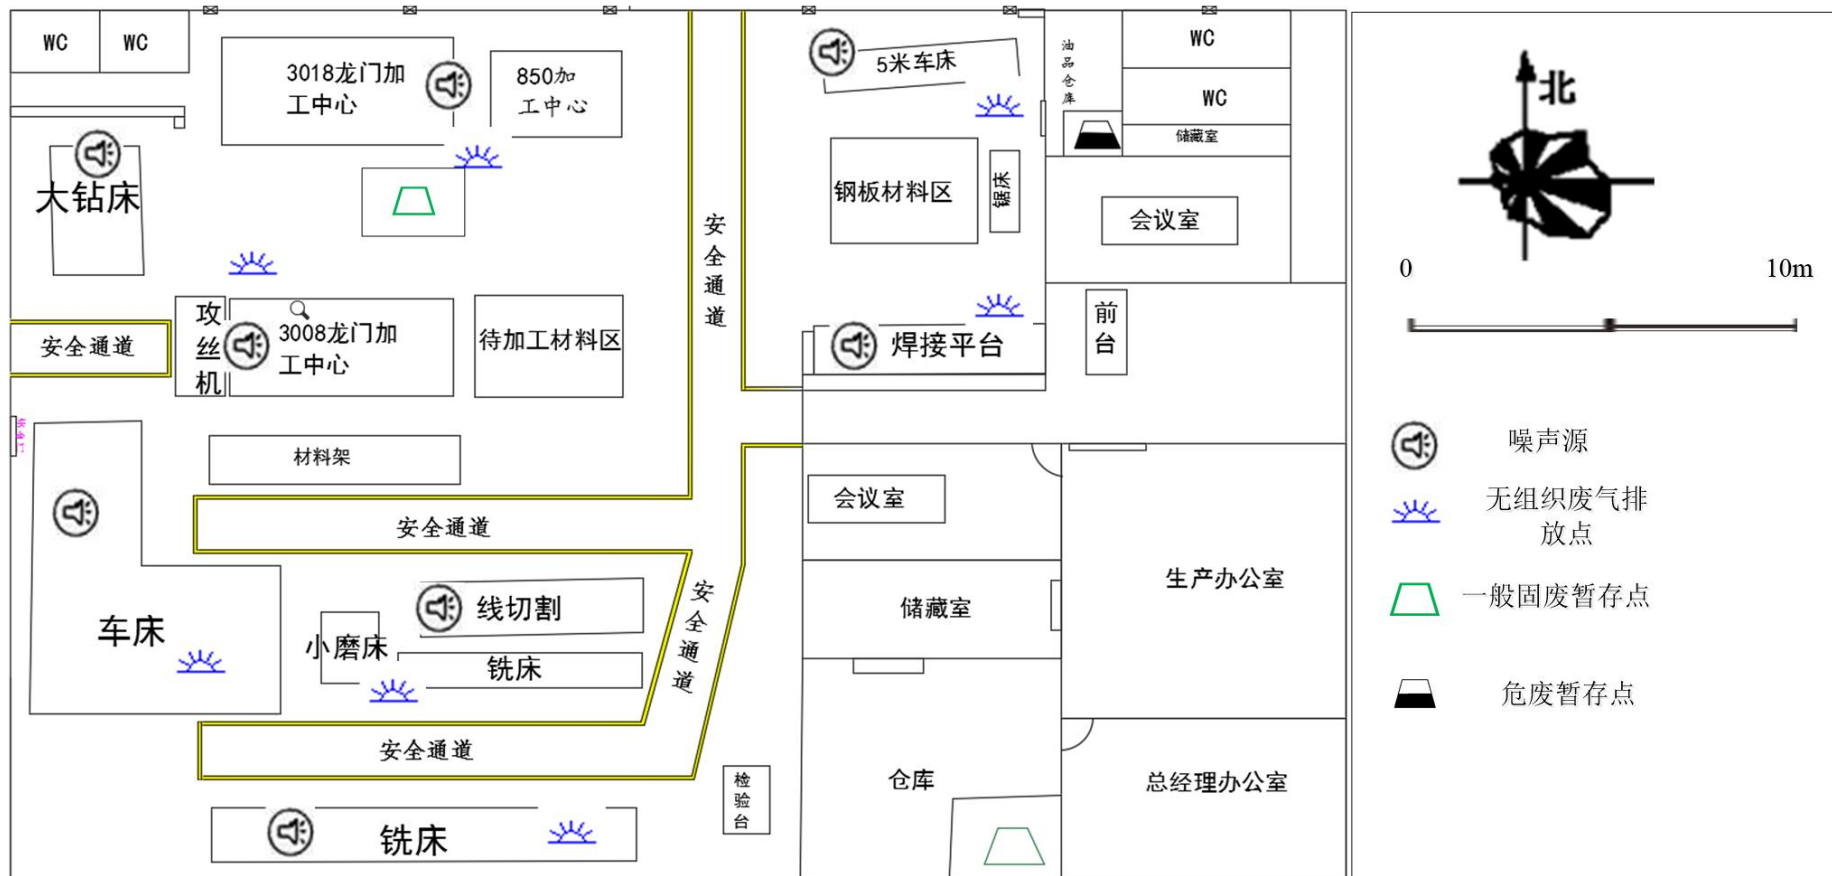 WC
WC
3018龙门加
工中心
850加
工中心
5米车床
油品仓库
WC
WC
储藏室
北
大钻床
钢板材料区
锯床
会议室
安全通道
0
10m
攻丝机
3008龙门加
工中心
待加工材料区
安全通道
焊接平台
前台
材料架
噪声源
会议室
无组织废气排
放点
安全通道
车床
小磨床
线切割
铣床
安全通道
储藏室
生产办公室
一般固废暂存点
危废暂存点
安全通道
检验台
仓库
总经理办公室
铣床